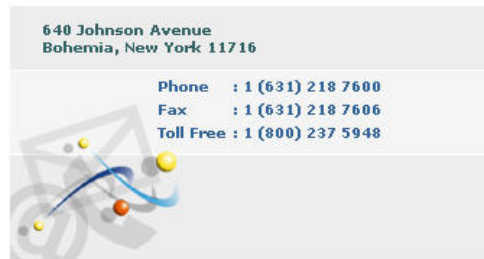 640 Johnson Avenue
Bohemia, New York 11716
Phone : 1 (631) 218 7600
Fax : 1 (631) 218 7606
Toll Free : 1 (800) 237 5948